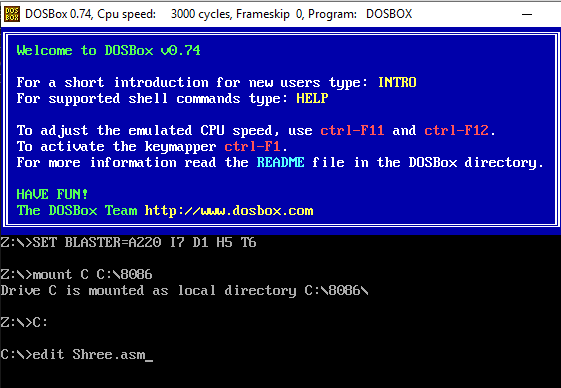 DOS
BOX
DOSBox 0.74, Cpu speed: 3000 cycles, Frameskip 0, Program: DOSBOX
Welcome to DOSBox v0.74
For a short introduction for new users type: INTRO
For supported shell commands type: HELP
To adjust the emulated CPU speed, use ctrl-F11 and ctrl-F12.
To activate the keymapper ctrl-F1.
For more information read the README file in the DOSBox directory.
HAVE FUN!
The DOSBox Team http://www.dosbox.com
Z:\>SET BLASTER=A220 I7 D1 H5 T6
Z:\>mount C C:\8086
Drive C is mounted as local directory C:\8086\
Z:\>C:
C:\>edit Shree.asm_